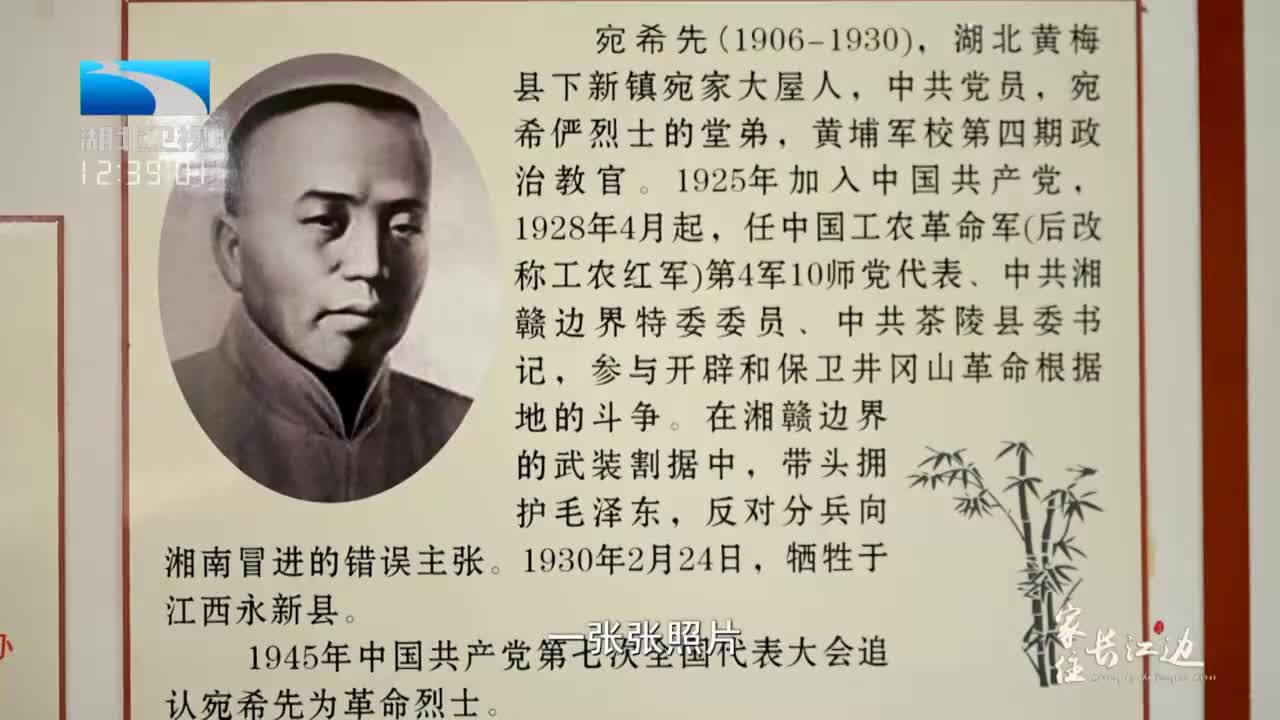 湖北卫视
12:39:01
宛希先(1906-1930)，湖北黄梅
县下新镇宛家大屋人，中共党员，宛
希俨烈士的堂弟，黄埔军校第四期政
治教官。1925年加入中国共产党，
1928年4月起，任中国工农革命军(后改
称工农红军)第4军10师党代表、中共湘
赣边界特委委员、中共茶陵县委书
记，参与开辟和保卫井冈山革命根据
地的斗争。在湘赣边界
的武装割据中，带头拥
护毛泽东，反对分兵向
湘南冒进的错误主张。1930年2月24日，牺牲于
江西永新县。
1945年中国共产党第七次全国代表大会追
认宛希先为革命烈士。
一张张照片
家住长江边